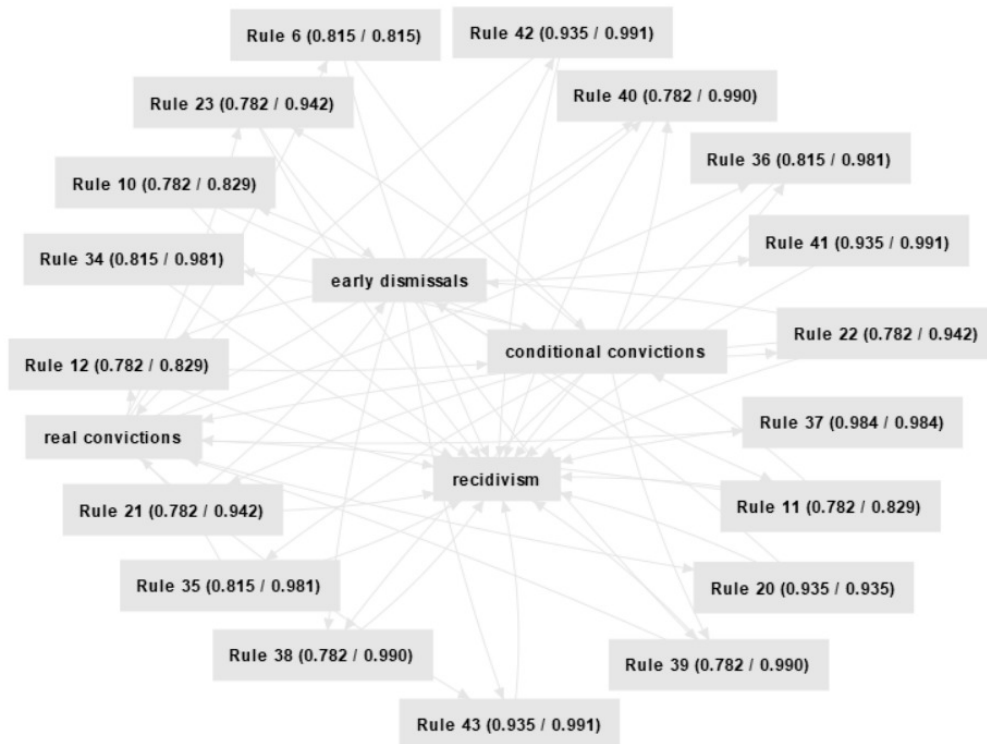 Rule 6 (0.815 / 0.815)
Rule 42 (0.935 / 0.991)
Rule 23 (0.782 / 0.942)
Rule 40 (0.782 / 0.990)
Rule 36 (0.815 / 0.981)
Rule 10 (0.782 / 0.829)
Rule 41 (0.935 / 0.991)
Rule 34 (0.815 / 0.981)
early dismissals
Rule 22 (0.782 / 0.942)
conditional convictions
Rule 12 (0.782 / 0.829)
Rule 37 (0.984 / 0.984)
real convictions
recidivism
Rule 11 (0.782 / 0.829)
Rule 21 (0.782 / 0.942)
Rule 35 (0.815 / 0.981)
Rule 20 (0.935 / 0.935)
Rule 38 (0.782 / 0.990)
Rule 39 (0.782 / 0.990)
Rule 43 (0.935 / 0.991)